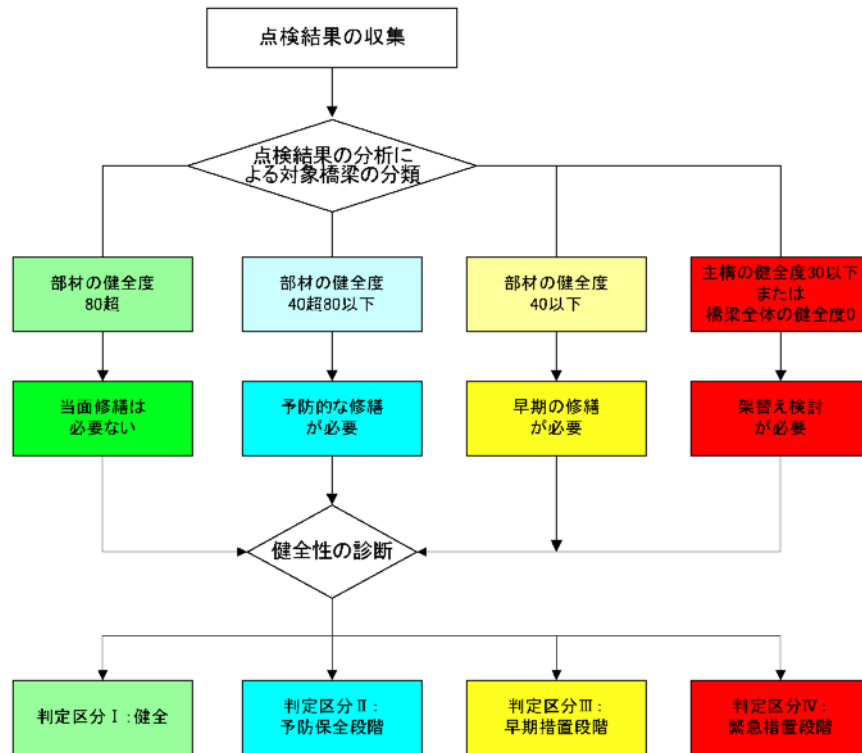 点検結果の収集
点検結果の分析に
よる対象橋梁の分類
部材の健全度
80超
部材の健全度
40超80以下
部材の健全度
40以下
主構の健全度30以下
または
橋梁全体の健全度0
当面修繕は
必要ない
予防的な修繕
が必要
早期の修繕
が必要
架替え検討
が必要
健全性の診断
判定区分Ⅰ:健全
判定区分Ⅱ:
予防保全段階
判定区分Ⅲ:
早期措置段階
判定区分Ⅳ:
緊急措置段階